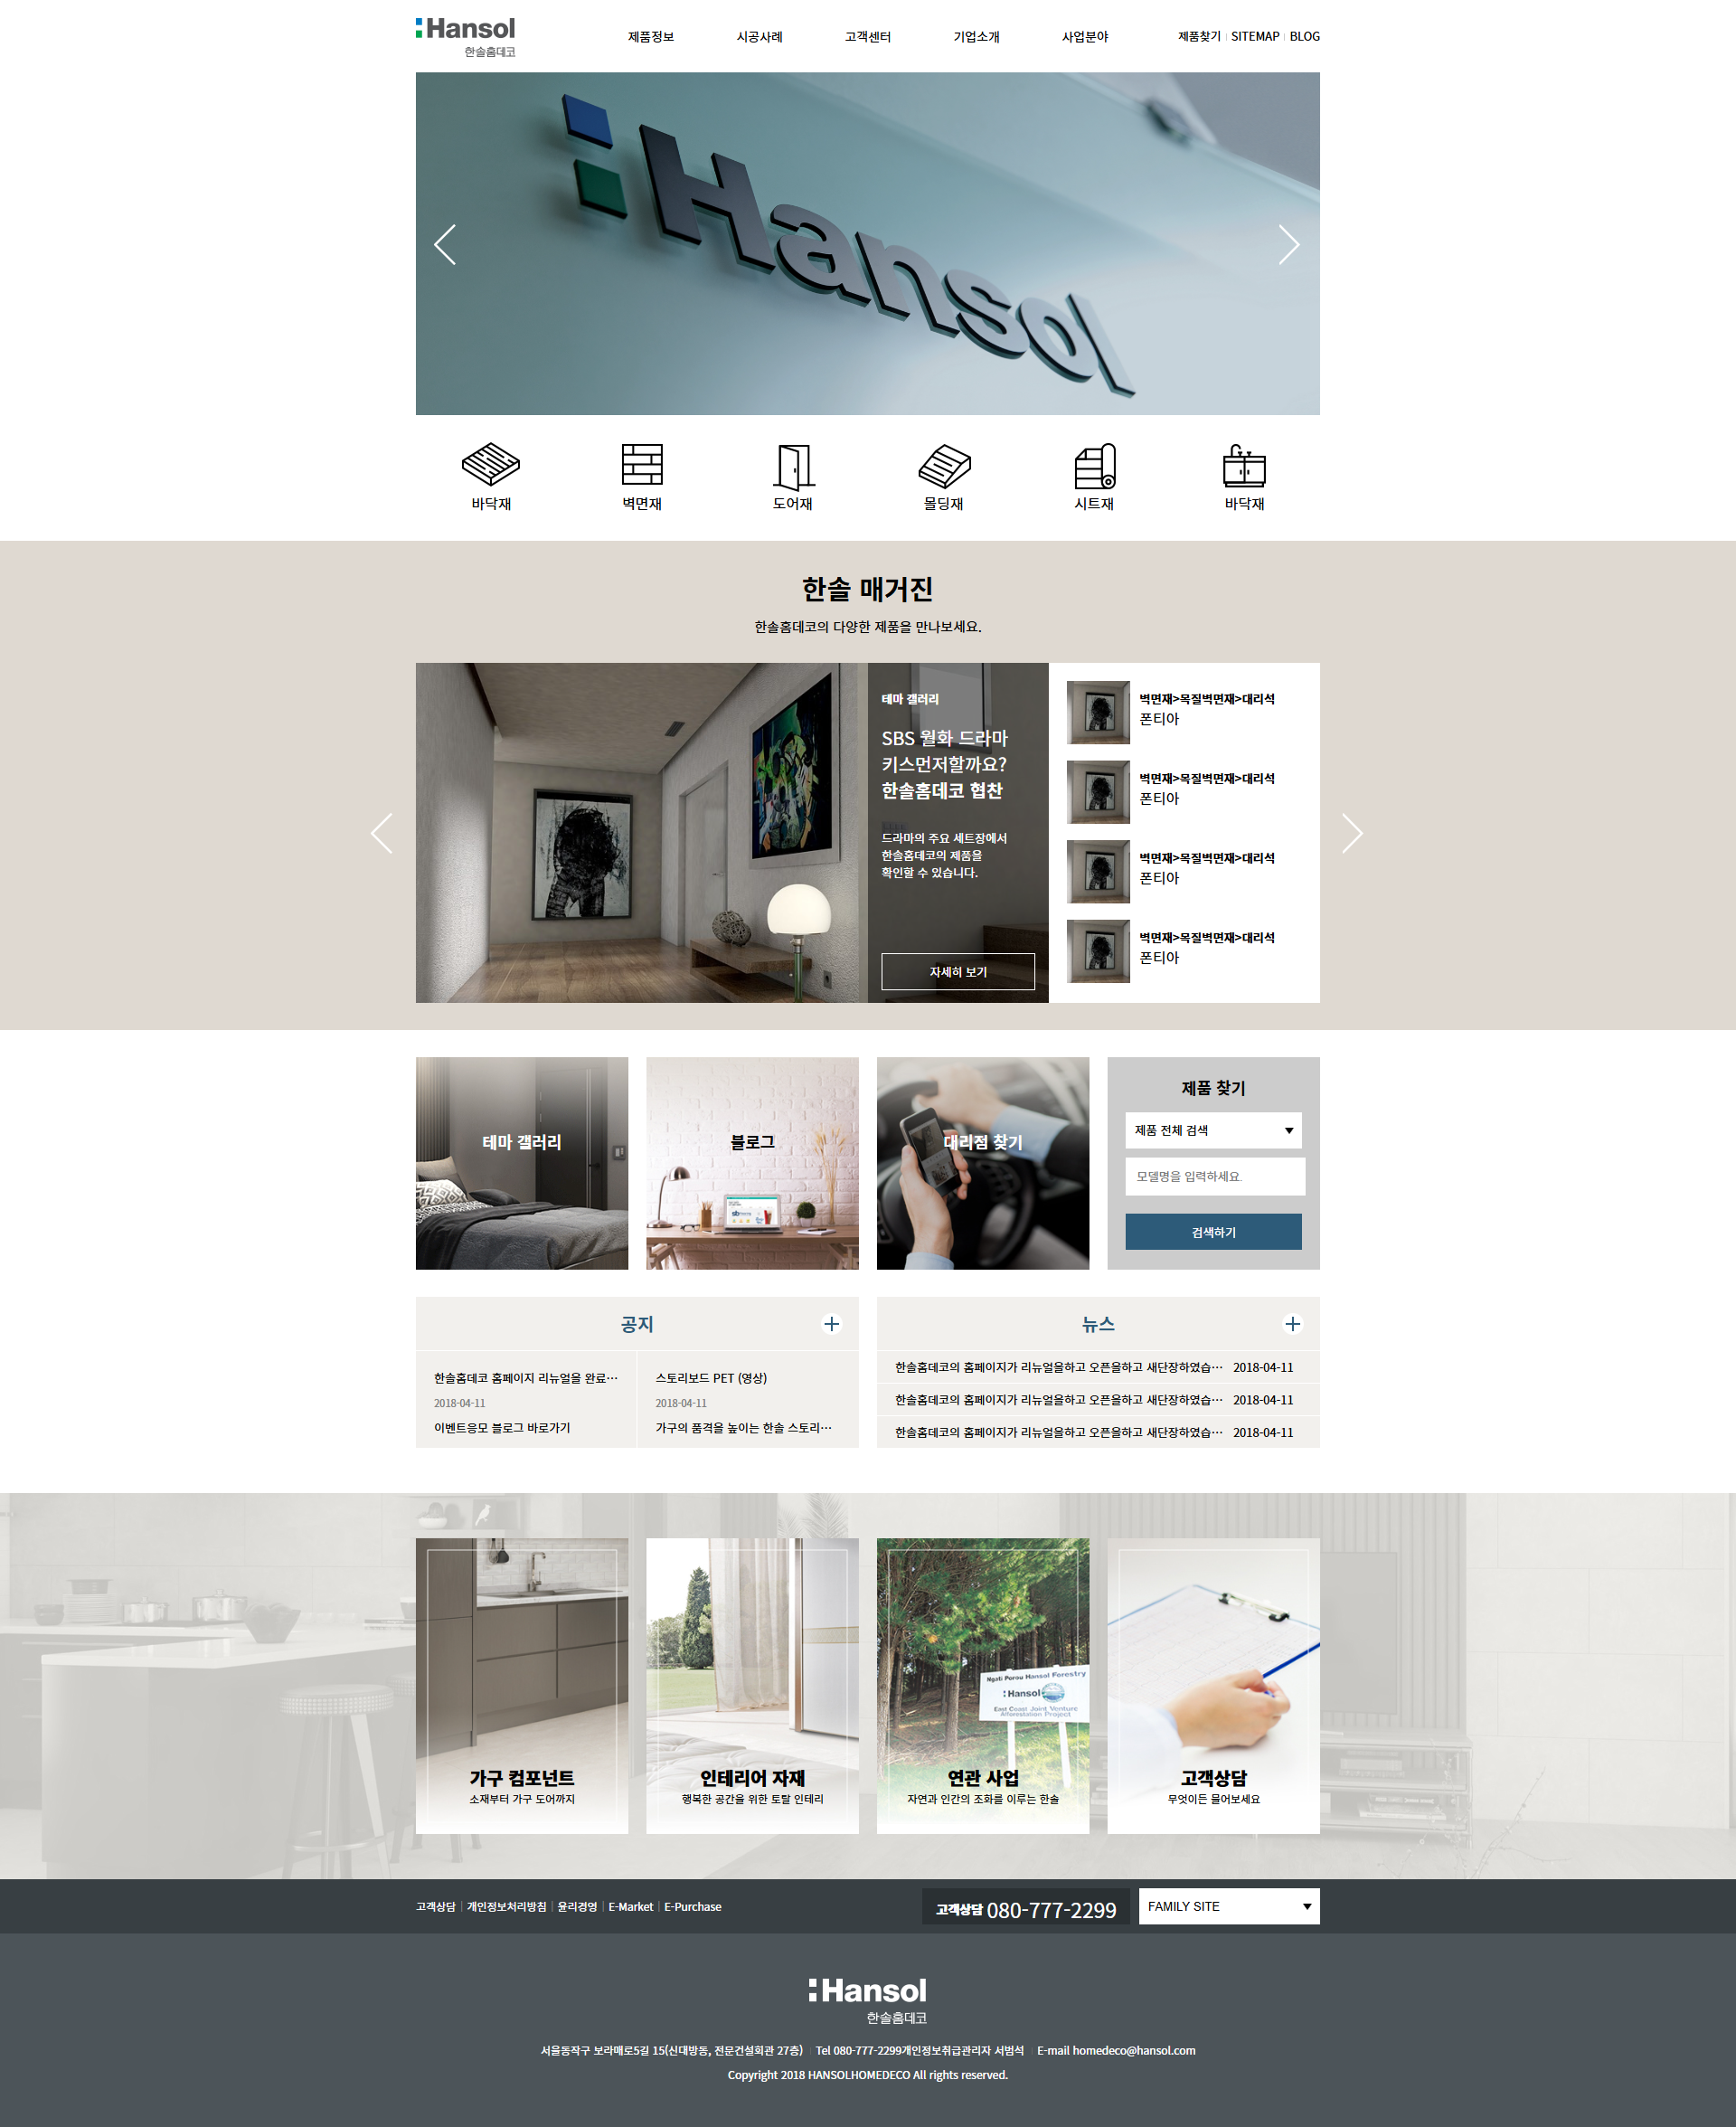 Hansol
한솔홈데코
제품정보 시공사례 고객센터 기업소개 사업분야
제품찾기 SITEMAP BLOG
Hansol
바닥재 벽면재 도어재 몰딩재 시트재 바닥재
한솔 매거진
한솔홈데코의 다양한 제품을 만나보세요.
테마 갤러리
SBS 월화 드라마
키스먼저할까요?
한솔홈데코 협찬
드라마의 주요 세트장에서
한솔홈데코의 제품을
확인할 수 있습니다.
자세히 보기
벽면재>목질벽면재>대리석
폰티아
벽면재>목질벽면재>대리석
폰티아
벽면재>목질벽면재>대리석
폰티아
벽면재>목질벽면재>대리석
폰티아
테마 갤러리
블로그
대리점 찾기
제품 찾기
제품 전체 검색
모델명을 입력하세요.
검색하기
공지
한솔홈데코 홈페이지 리뉴얼을 완료…
2018-04-11
이벤트응모 블로그 바로가기
스토리보드 PET (영상)
2018-04-11
가구의 품격을 높이는 한솔 스토리…
뉴스
한솔홈데코의 홈페이지가 리뉴얼을하고 오픈을하고 새단장하였습… 2018-04-11
한솔홈데코의 홈페이지가 리뉴얼을하고 오픈을하고 새단장하였습… 2018-04-11
한솔홈데코의 홈페이지가 리뉴얼을하고 오픈을하고 새단장하였습… 2018-04-11
가구 컴포넌트
소재부터 가구 도어까지
인테리어 자재
행복한 공간을 위한 토탈 인테리
Ngati Porou Hansol Forestry
Hansol
East Coast Joint Venture
Afforestation Project
연관 사업
자연과 인간의 조화를 이루는 한솔
고객상담
무엇이든 물어보세요
고객상담 개인정보처리방침 윤리경영 E-Market E-Purchase
고객상담 080-777-2299
FAMILY SITE
Hansol
한솔홈데코
서울동작구 보라매로5길 15(신대방동, 전문건설회관 27층) Tel 080-777-2299개인정보취급관리자 서범석 E-mail homedeco@hansol.com
Copyright 2018 HANSOLHOMEDECO All rights reserved.